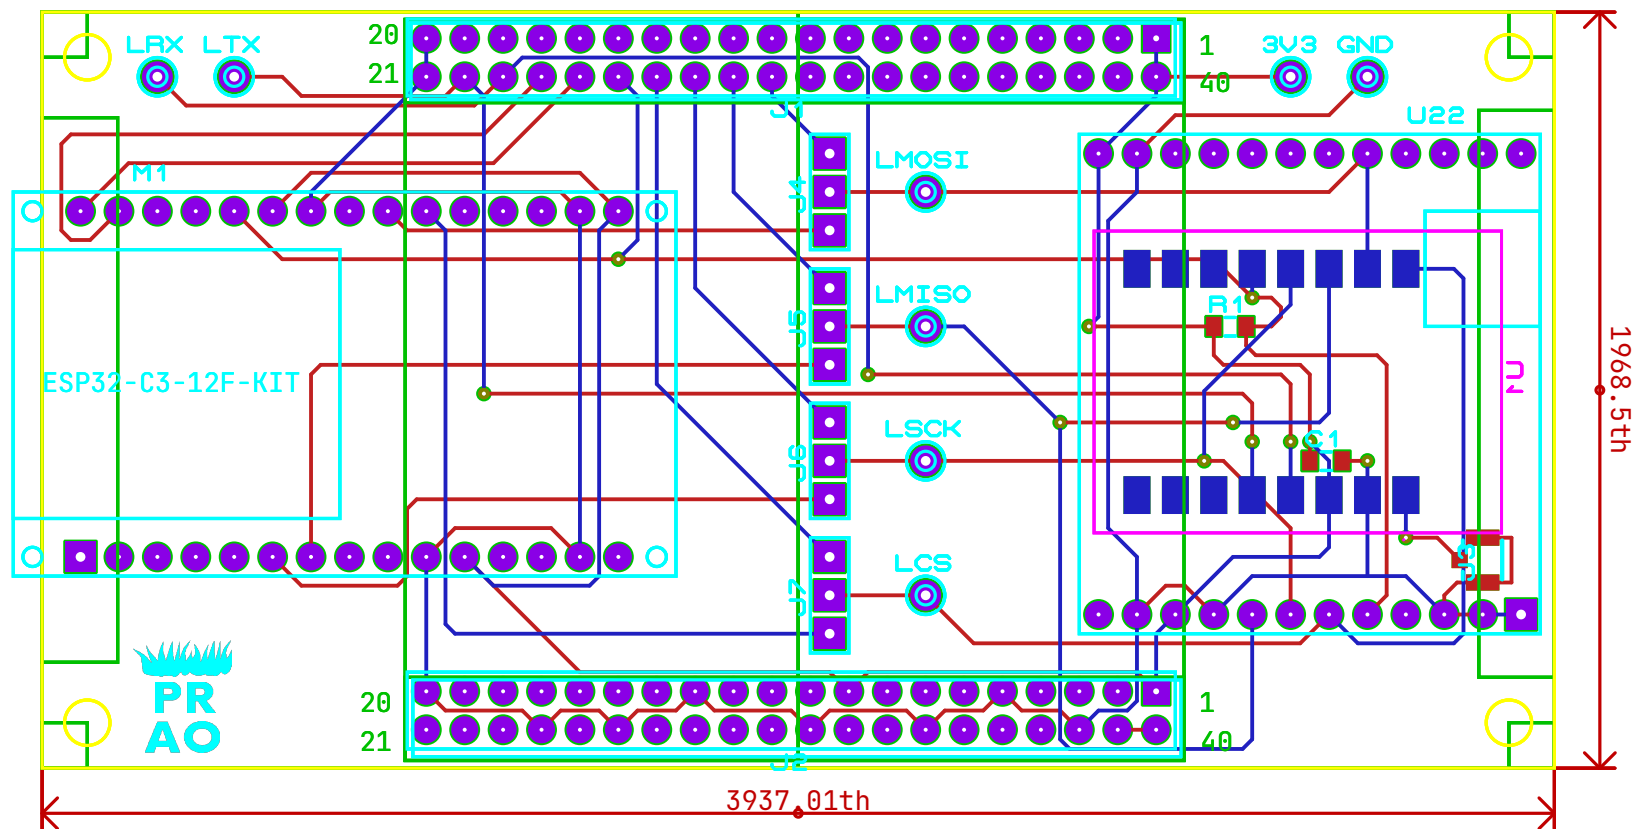 LRX LTX
20
21
1
40
3V3 GND
J1
U22
M1
LMOSI
J4
LMISO
J5
R1
ESP32-C3-12F-KIT
U1
1968.5th
LSCK
J6
C1
LCS
J7
PR
AO
20
21
1
40
J2
3937.01th